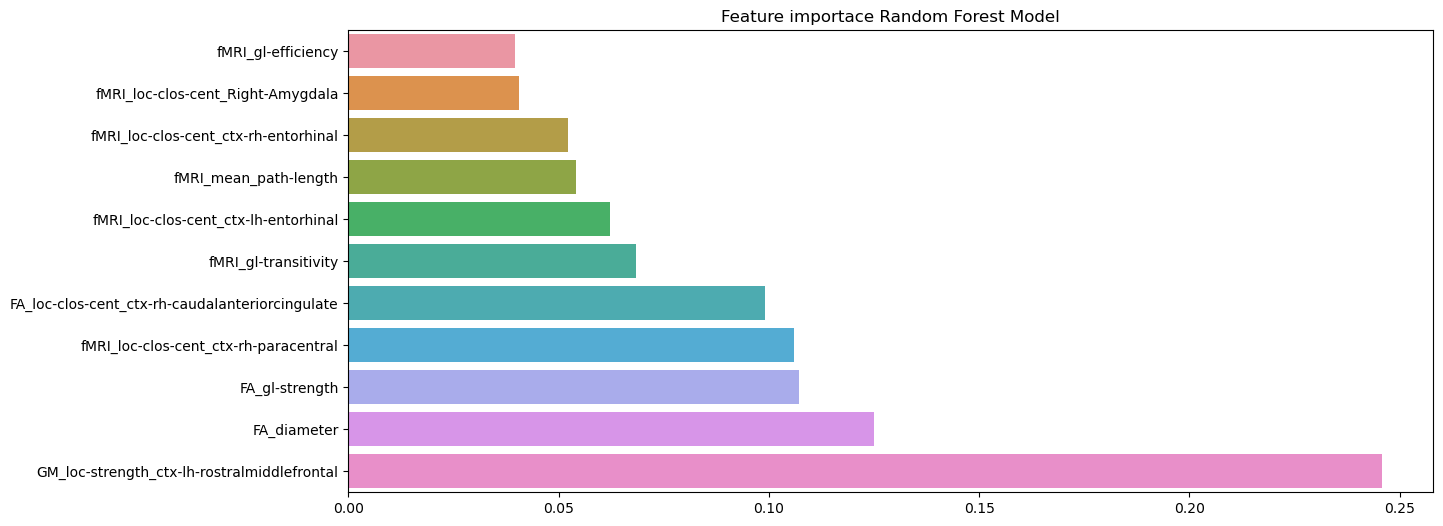 Feature importace Random Forest Model
fMRI_gl-efficiency
fMRI_loc-clos-cent_Right-Amygdala
fMRI_loc-clos-cent_ctx-rh-entorhinal
fMRI_mean_path-length
fMRI_loc-clos-cent_ctx-lh-entorhinal
fMRI_gl-transitivity
FA_loc-clos-cent_ctx-rh-caudalanteriorcingulate
fMRI_loc-clos-cent_ctx-rh-paracentral
FA_gl-strength
FA_diameter
GM_loc-strength_ctx-lh-rostralmiddlefrontal
0.00 0.05 0.10 0.15 0.20 0.25